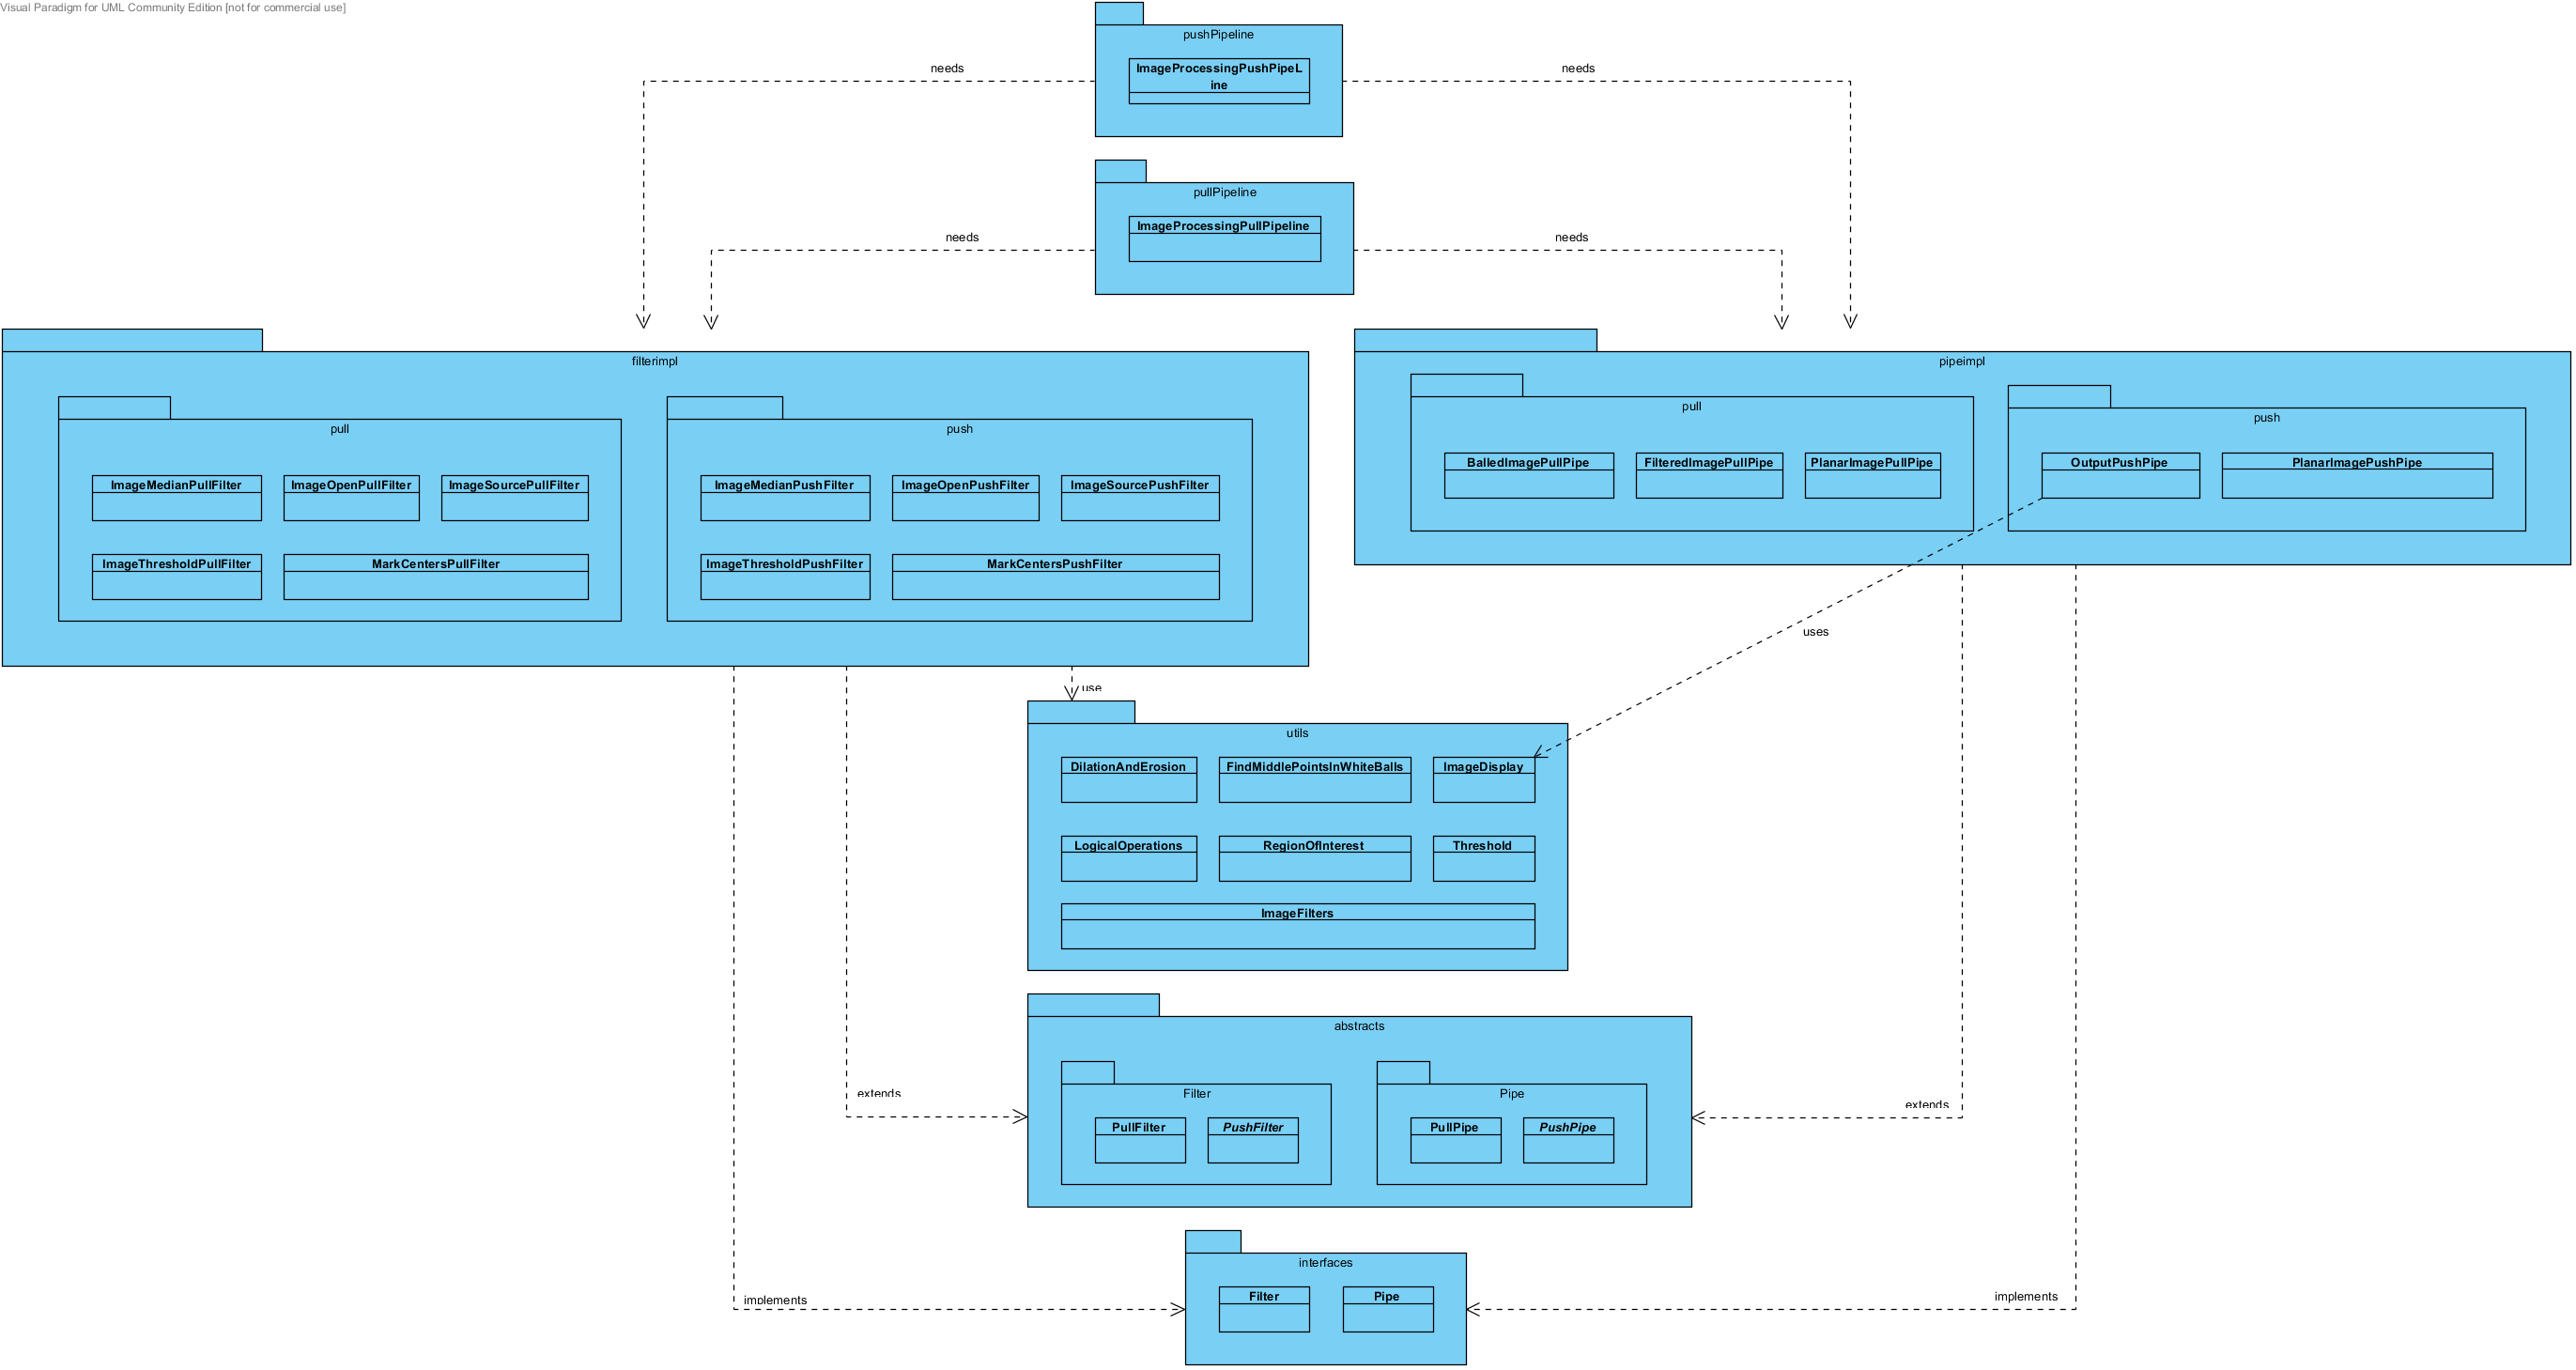 Visual Paradigm for UML Community Edition [not for commercial use]
pushPipeline
ImageProcessingPushPipeL
ine
needs
needs
pullPipeline
ImageProcessingPullPipeline
needs
needs
filterimpl
pull
ImageMedianPullFilter
ImageOpenPullFilter
ImageSourcePullFilter
ImageThresholdPullFilter
MarkCentersPullFilter
push
ImageMedianPushFilter
ImageOpenPushFilter
ImageSourcePushFilter
ImageThresholdPushFilter
MarkCentersPushFilter
pipeimpl
pull
BalledImagePullPipe
FilteredImagePullPipe
PlanarImagePullPipe
push
OutputPushPipe
PlanarImagePushPipe
uses
use
utils
DilationAndErosion
FindMiddlePointsInWhiteBalls
ImageDisplay
LogicalOperations
RegionOfInterest
Threshold
ImageFilters
abstracts
Filter
PullFilter
PushFilter
Pipe
PullPipe
PushPipe
extends
extends
interfaces
Filter
Pipe
implements
implements